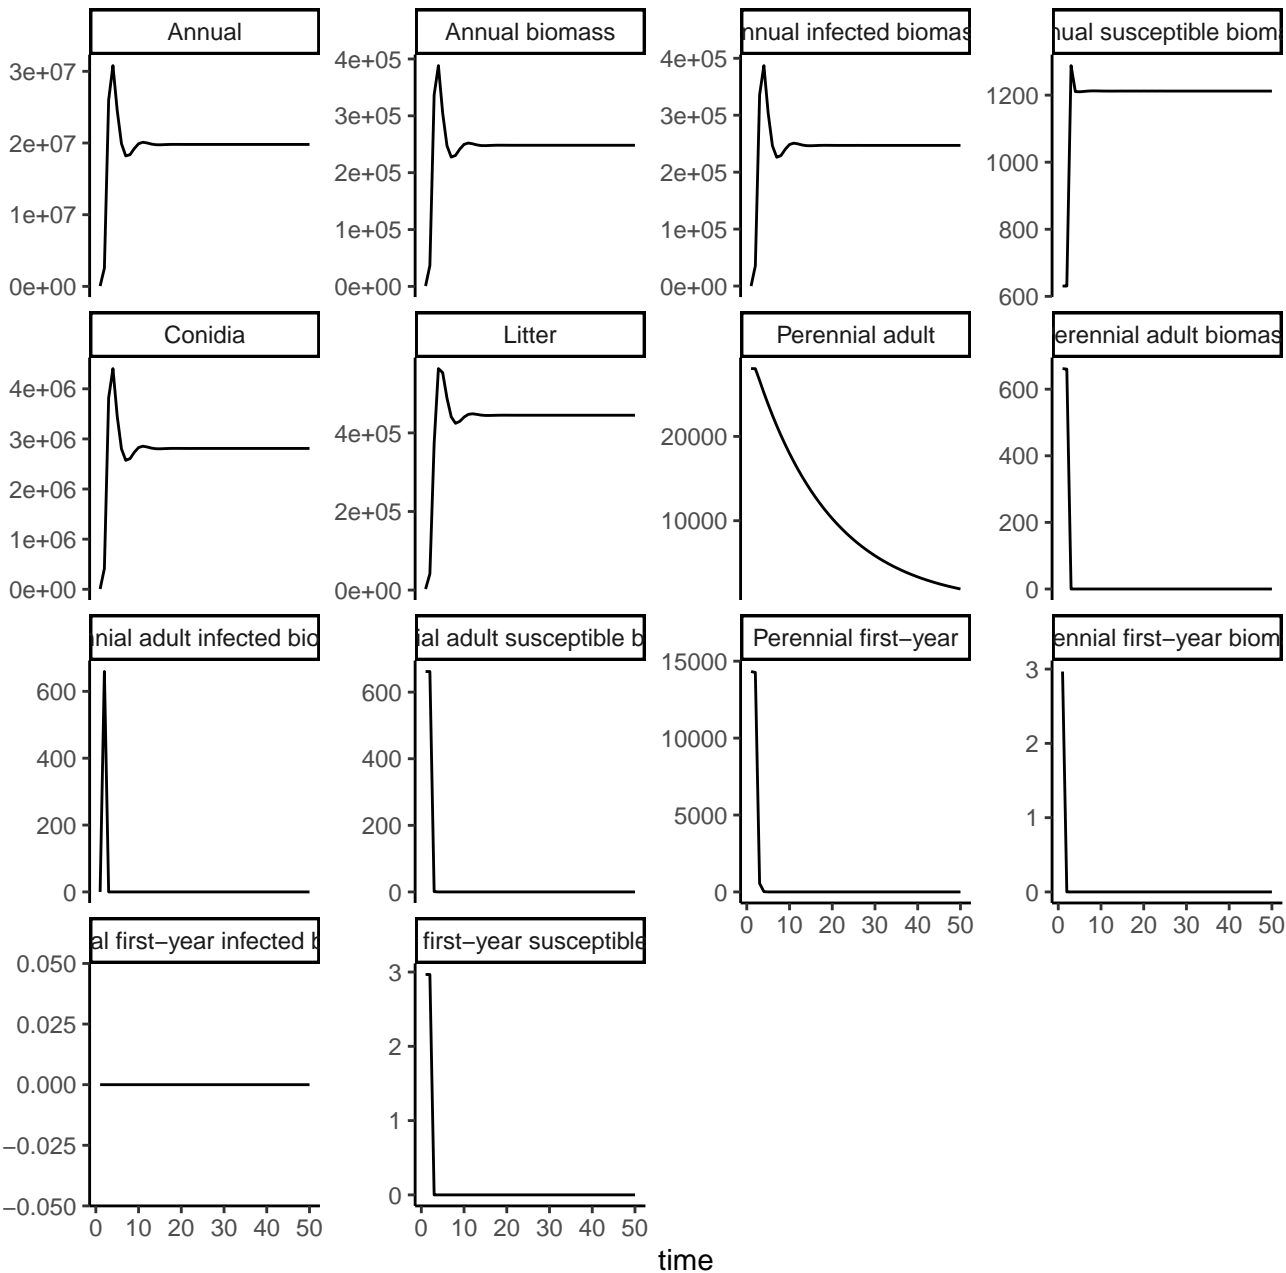 Annual
Annual biomass
nnual infected biomas
nual susceptible biom
3e+07
2e+07
1e+07
0e+00
4e+05
3e+05
2e+05
1e+05
0e+00
4e+05
3e+05
2e+05
1e+05
0e+00
1200
1000
800
600
Conidia
Litter
Perennial adult
erennial adult biomas
4e+06
3e+06
2e+06
1e+06
0e+00
4e+05
2e+05
0e+00
20000
10000
600
400
200
0
nnial adult infected bio
ial adult susceptible b
Perennial first−year
ennial first−year biom
600
400
200
0
600
400
200
0
15000
10000
5000
0
3
2
1
0
0 10 20 30 40 50
0 10 20 30 40 50
al first−year infected b
first−year susceptible
0.050
0.025
0.000
−0.025
−0.050
3
2
1
0
0 10 20 30 40 50
0 10 20 30 40 50
time